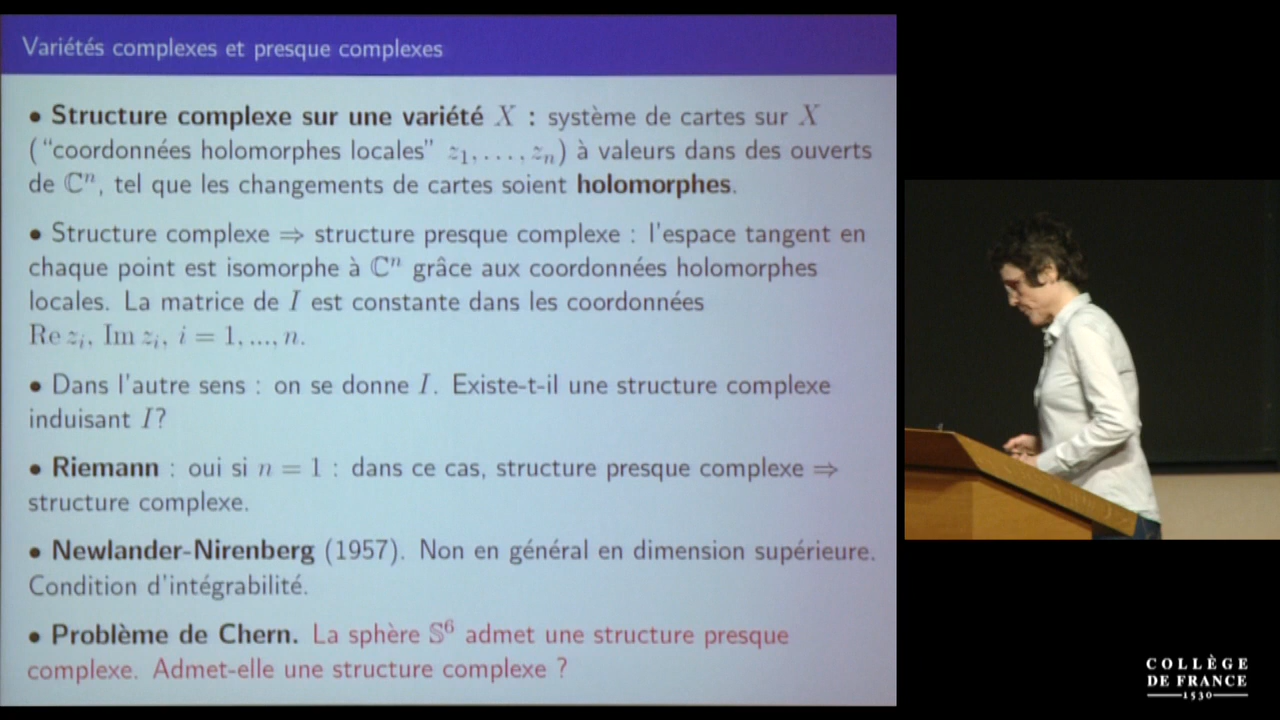 Variétés complexes et presque complexes
• Structure complexe sur une variété X : système de cartes sur X
("coordonnées holomorphes locales" z₁, . . . , zₙ) à valeurs dans des ouverts
de ℂⁿ, tel que les changements de cartes soient holomorphes.
• Structure complexe ⇒ structure presque complexe : l'espace tangent en
chaque point est isomorphe à ℂⁿ grâce aux coordonnées holomorphes
locales. La matrice de I est constante dans les coordonnées
Re zᵢ, Im zᵢ, i = 1, ..., n.
• Dans l'autre sens : on se donne I. Existe-t-il une structure complexe
induisant I?
• Riemann : oui si n = 1 : dans ce cas, structure presque complexe ⇒
structure complexe.
• Newlander-Nirenberg (1957). Non en général en dimension supérieure.
Condition d'intégrabilité.
• Problème de Chern. La sphère 𝕊⁶ admet une structure presque
complexe. Admet-elle une structure complexe ?
COLLÈGE
DE FRANCE
1530